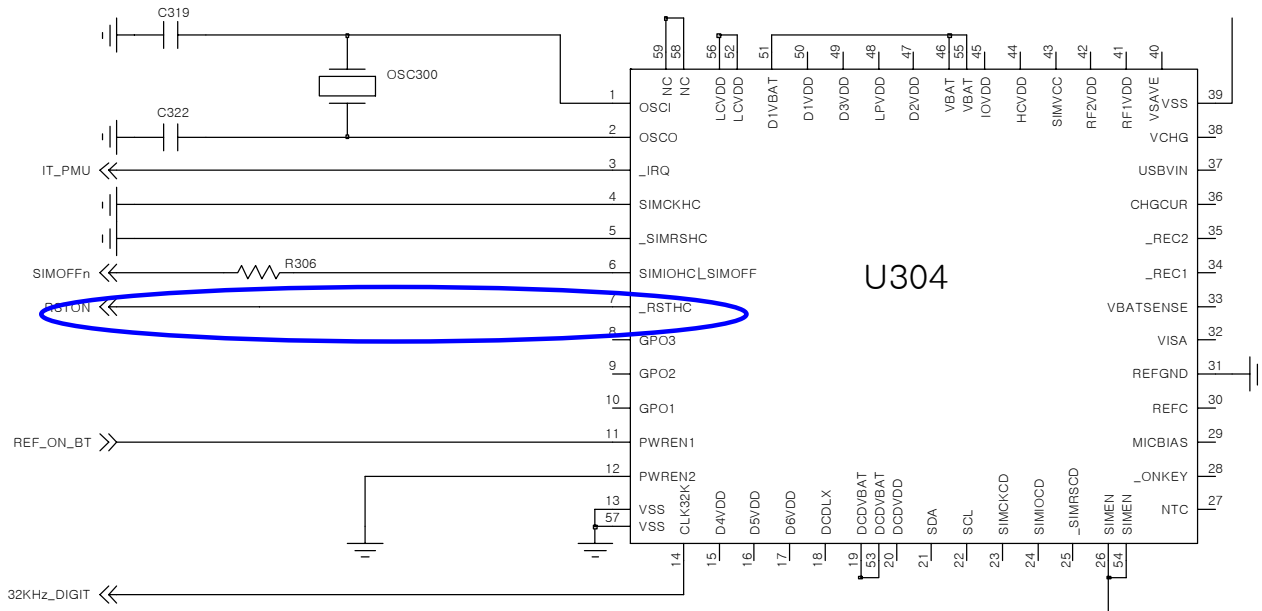 C319
OSC300
C322
IT_PMU
SIMOFFn
R306
RSTON
REF_ON_BT
32KHz_DIGIT
U304
1 OSCI
2 OSCO
3 _IRQ
4 SIMCKHC
5 _SIMRSHC
6 SIMIOHC_SIMOFF
7 _RSTHC
8 GPO3
9 GPO2
10 GPO1
11 PWREN1
12 PWREN2
13 VSS
57 VSS
59 NC
58 NC
56 LCVDD
52 LCVDD
51 D1VBAT
50 D1VDD
49 D3VDD
48 LPVDD
47 D2VDD
46 VBAT
55 VBAT
45 IOVDD
44 HCVDD
43 SIMVCC
42 RF2VDD
41 RF1VDD
40 VSAVE
VSS 39
VCHG 38
USBVIN 37
CHGCUR 36
_REC2 35
_REC1 34
VBATSENSE 33
VISA 32
REFGND 31
REFC 30
MICBIAS 29
_ONKEY 28
NTC 27
14 CLK32K
15 D4VDD
16 D5VDD
17 D6VDD
18 DCDLX
19 DCDVBAT
53 DCDVBAT
20 DCDVDD
21 SDA
22 SCL
23 SIMCKCD
24 SIMIOCD
25 _SIMRSCD
26 SIMEN
54 SIMEN